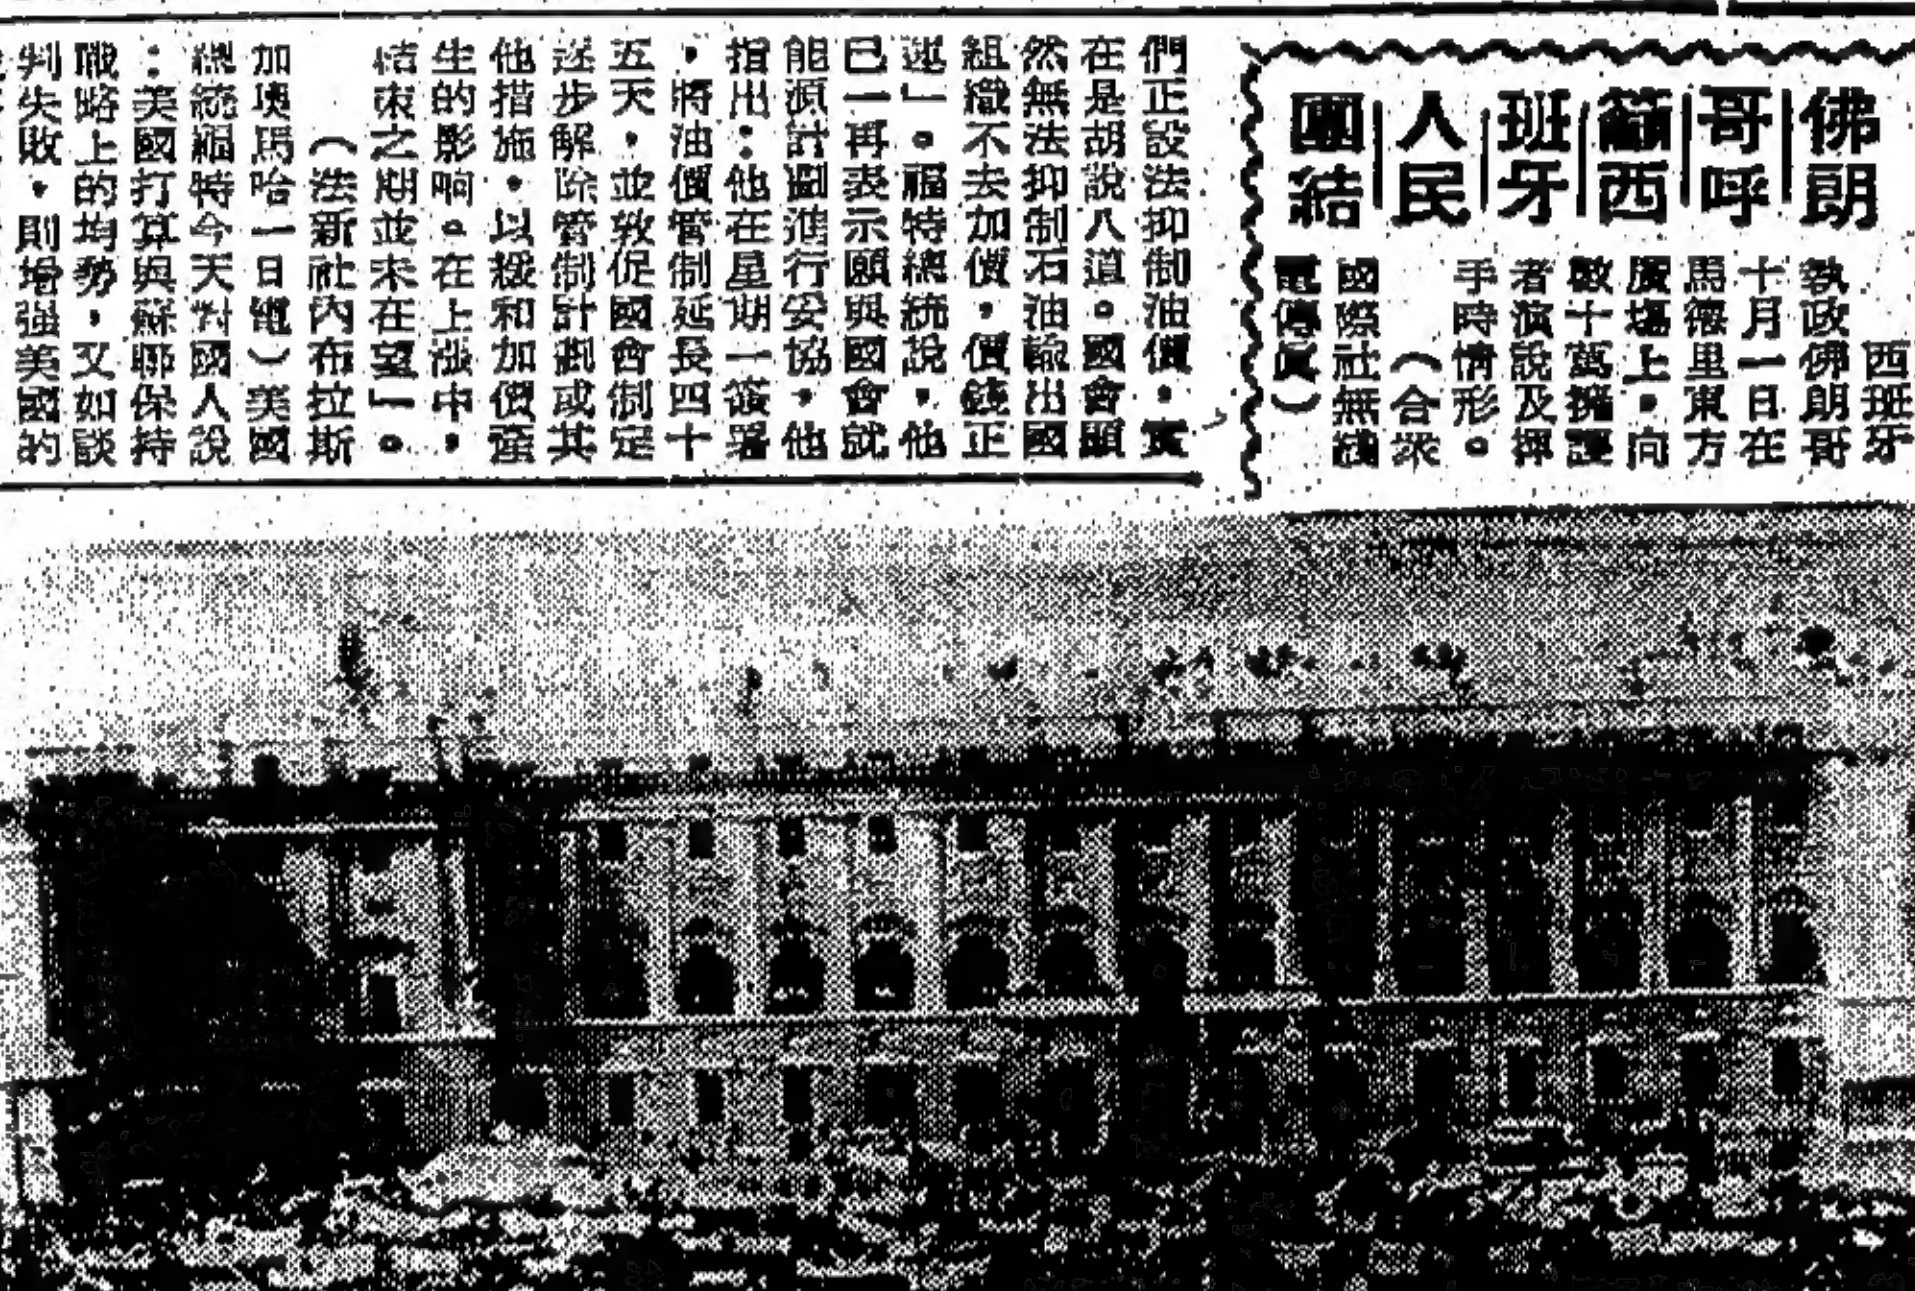 佛朗
哥呼
籲西
班牙
人民
團結
西班牙
執政佛朗哥
十月一日在
馬德里東方
廣塲上，向
數十萬擁護
者演說及揮
手時情形。
（合衆
國際社無綫
電傳真）
們正設法抑制油價，實
在是胡說八道。國會顯
然無法抑制石油輸出國
組織不去加價，價錢正
」。福特總統說，他
已一再表示願與國會就
能源計劃進行妥協，他
指出：他在星期一簽署
，將油價管制延長四十
五天，並敦促國會制定
逐步解除管制計劃或其
他措施，以緩和加價產
生的影响。在上漲中，
結束之期並未在望」。
（法新社內布拉斯
加 馬哈一日電）美國
總統福特今天對國人說
：美國打算與蘇聯保持
戰略上的均勢，又如談
判失敗，則增强美國的